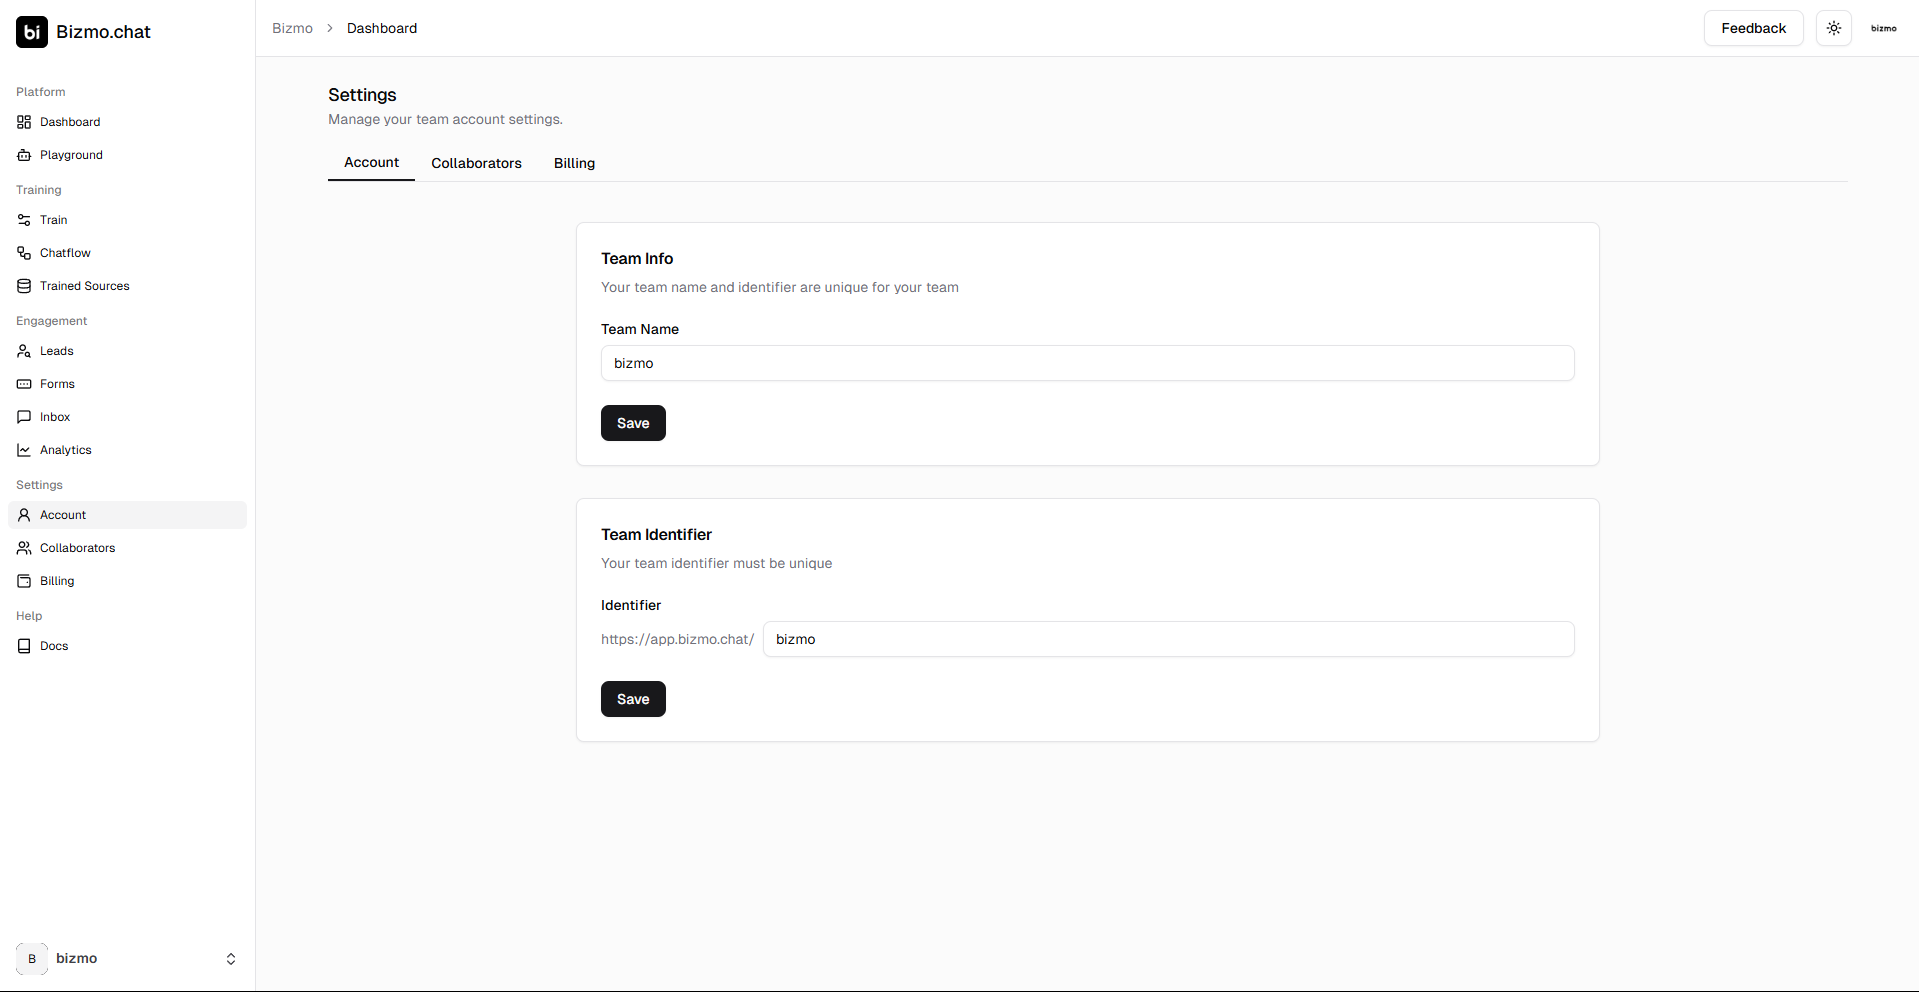 bi Bizmo.chat
Platform
Dashboard
Playground
Training
Train
Chatflow
Trained Sources
Engagement
Leads
Forms
Inbox
Analytics
Settings
Account
Collaborators
Billing
Help
Docs
B bizmo
Bizmo > Dashboard
Feedback
bizmo
Settings
Manage your team account settings.
Account Collaborators Billing
Team Info
Your team name and identifier are unique for your team
Team Name
bizmo
Save
Team Identifier
Your team identifier must be unique
Identifier
https://app.bizmo.chat/ bizmo
Save